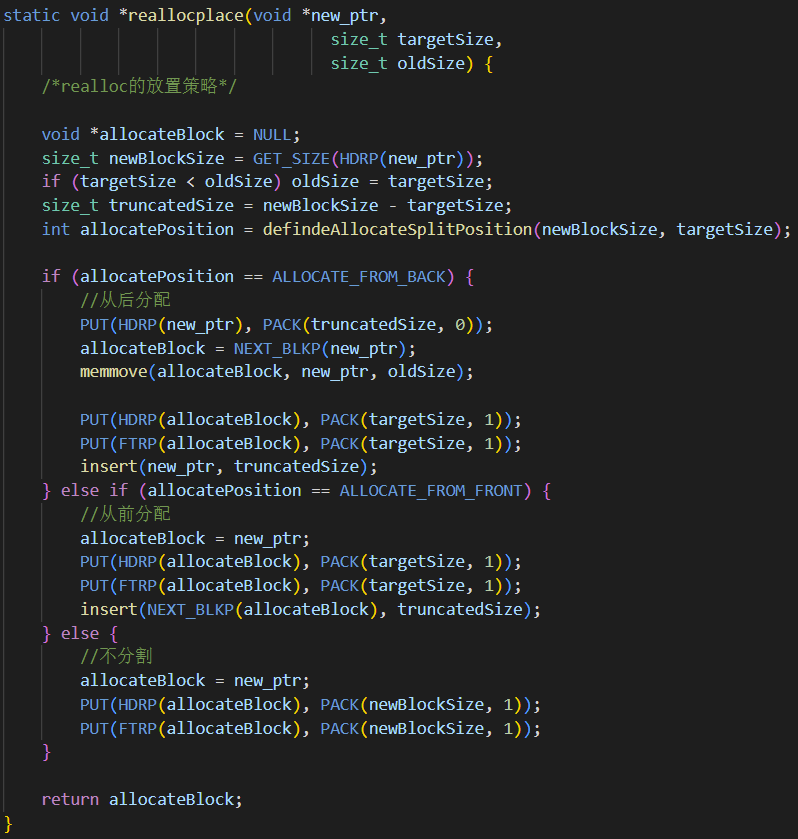 static void *reallocplace(void *new_ptr,
size_t targetSize,
size_t oldSize) {
/*realloc的放置策略*/
void *allocateBlock = NULL;
size_t newBlockSize = GET_SIZE(HDRP(new_ptr));
if (targetSize < oldSize) oldSize = targetSize;
size_t truncatedSize = newBlockSize - targetSize;
int allocatePosition = defindeAllocateSplitPosition(newBlockSize, targetSize);
if (allocatePosition == ALLOCATE_FROM_BACK) {
//从后分配
PUT(HDRP(new_ptr), PACK(truncatedSize, 0));
allocateBlock = NEXT_BLKP(new_ptr);
memmove(allocateBlock, new_ptr, oldSize);
PUT(HDRP(allocateBlock), PACK(targetSize, 1));
PUT(FTRP(allocateBlock), PACK(targetSize, 1));
insert(new_ptr, truncatedSize);
} else if (allocatePosition == ALLOCATE_FROM_FRONT) {
//从前分配
allocateBlock = new_ptr;
PUT(HDRP(allocateBlock), PACK(targetSize, 1));
PUT(FTRP(allocateBlock), PACK(targetSize, 1));
insert(NEXT_BLKP(allocateBlock), truncatedSize);
} else {
//不分割
allocateBlock = new_ptr;
PUT(HDRP(allocateBlock), PACK(newBlockSize, 1));
PUT(FTRP(allocateBlock), PACK(newBlockSize, 1));
}
return allocateBlock;
}